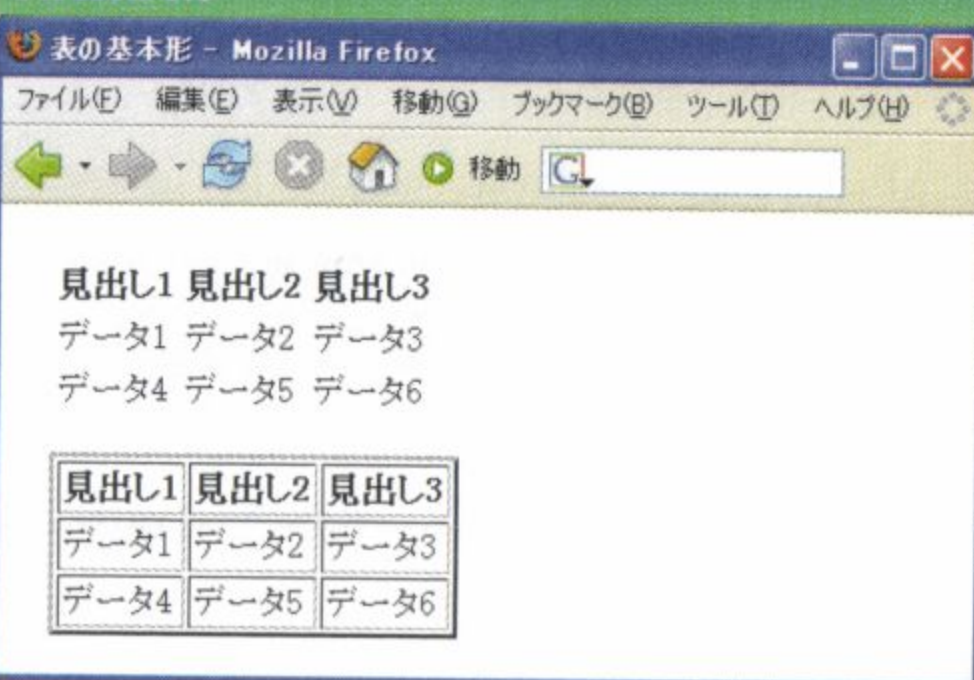 表の基本形 - Mozilla Firefox
ファイル(F) 編集(E) 表示(V) 移動(G) ブックマーク(B) ツール(T) ヘルプ(H)
移動 G
見出し1 見出し2 見出し3
データ1 データ2 データ3
データ4 データ5 データ6
見出し1 見出し2 見出し3
データ1 データ2 データ3
データ4 データ5 データ6